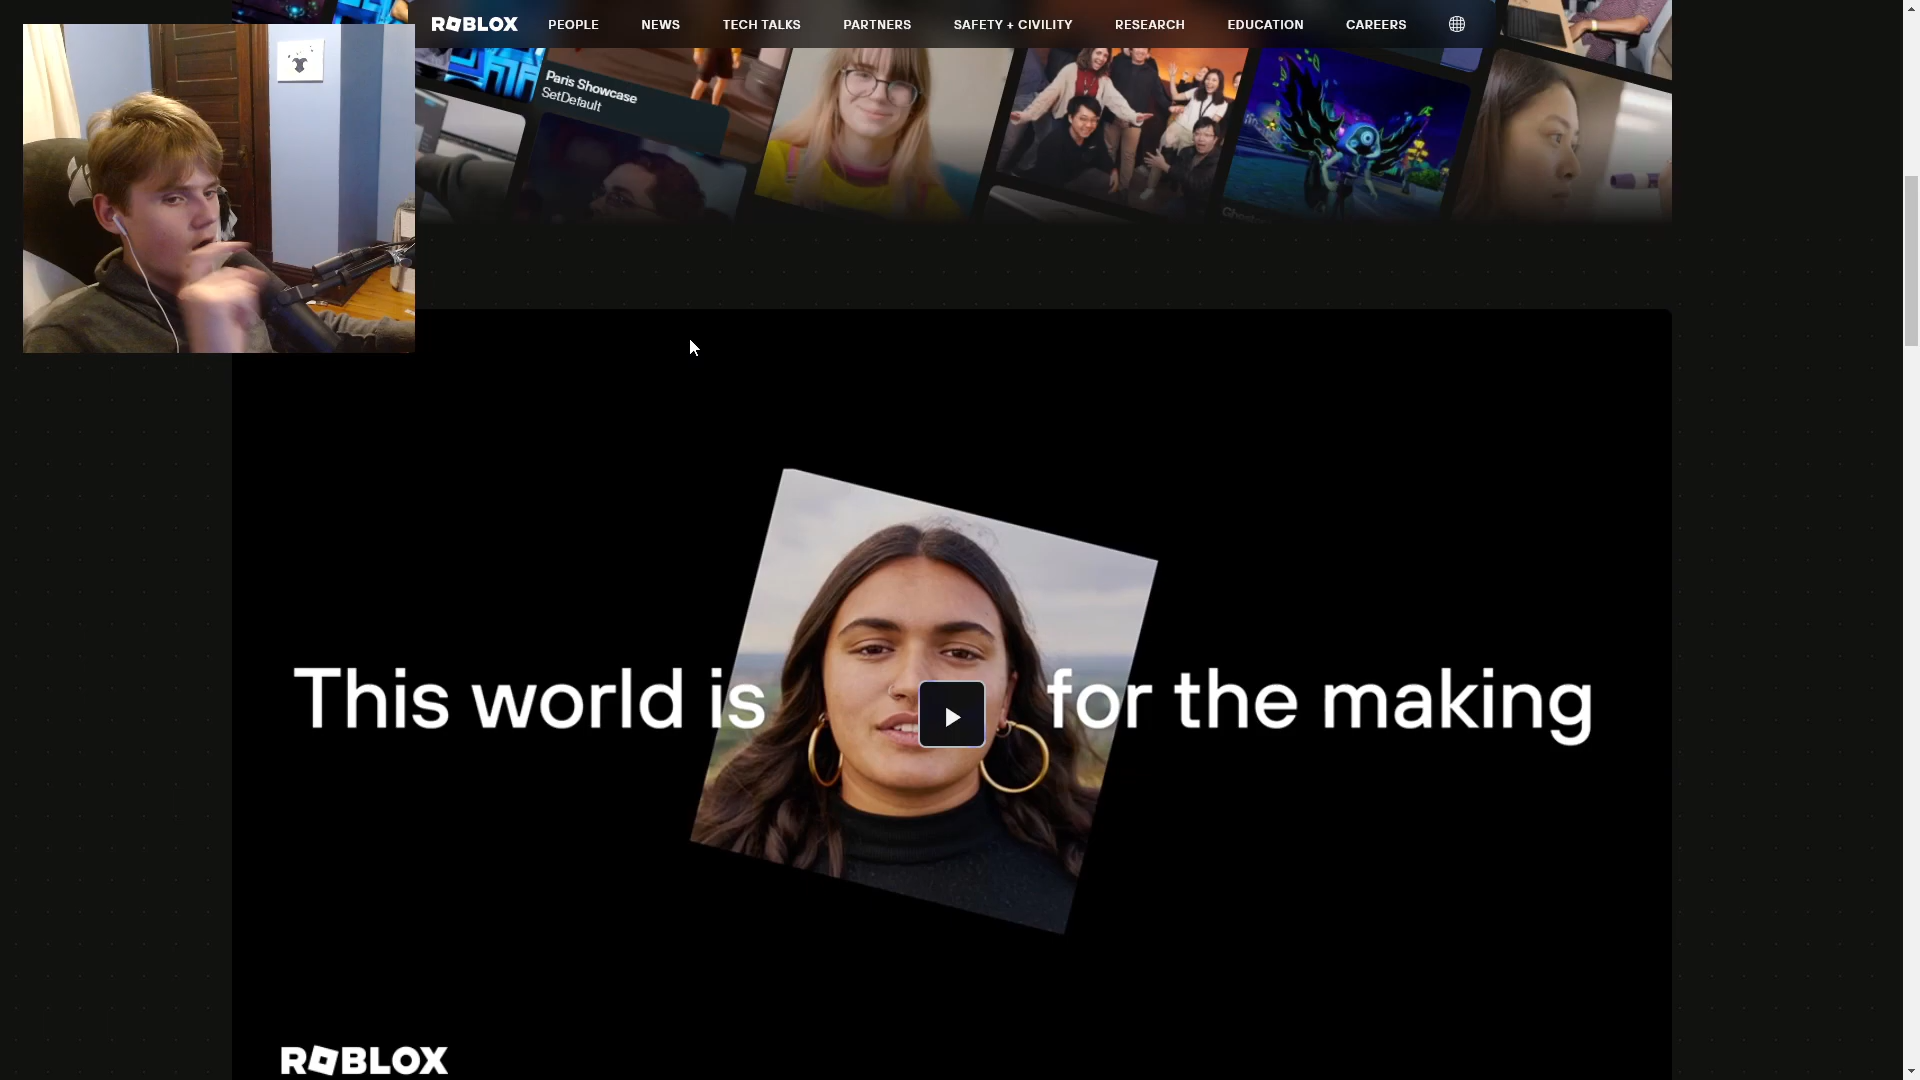 ROBLOX PEOPLE NEWS TECH TALKS PARTNERS SAFETY + CIVILITY RESEARCH EDUCATION CAREERS
Paris Showcase
SetDefault
This world is for the making
ROBLOX